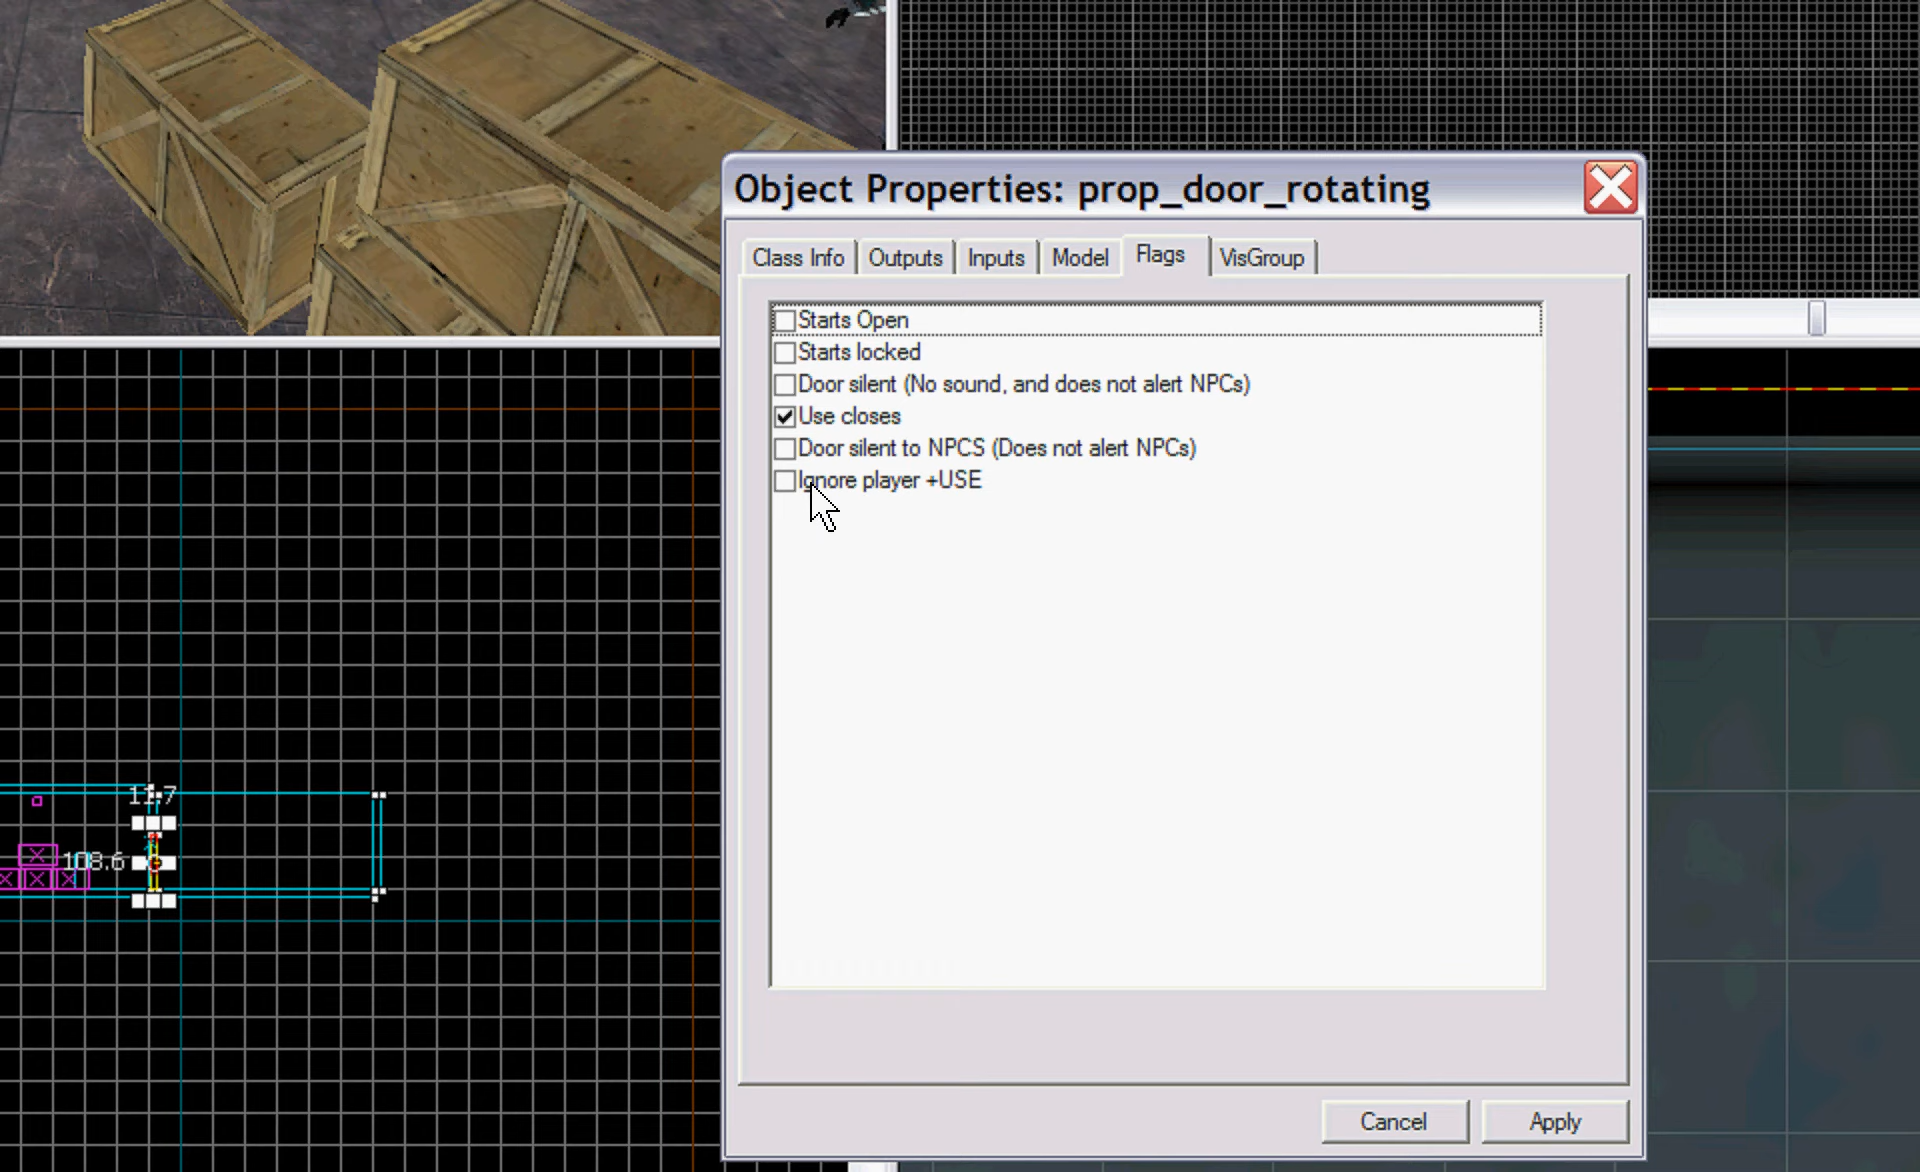 Object Properties: prop_door_rotating
Class Info Outputs Inputs Model Flags VisGroup
Starts Open
Starts locked
Door silent (No sound, and does not alert NPCs)
Use closes
Door silent to NPCS (Does not alert NPCs)
Ignore player +USE
11.7
108.6
Cancel Apply